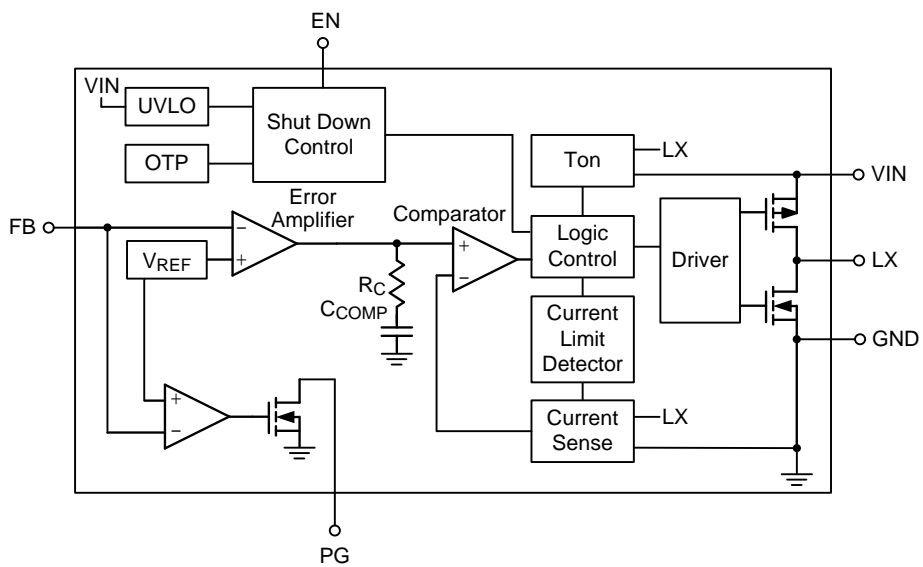 EN
VIN
UVLO
Shut Down
Control
OTP
Ton
LX
VIN
Error
Amplifier
Comparator
FB
−
+
VREF
+
−
Logic
Control
Driver
LX
RC
CCOMP
Current
Limit
Detector
GND
+
−
Current
Sense
LX
PG